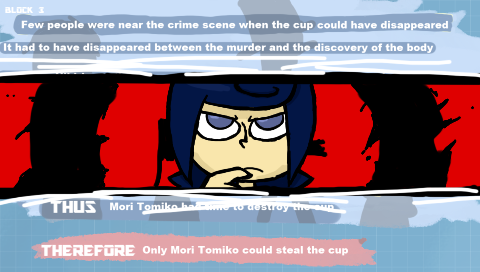 BLOCK 3
Few people were near the crime scene when the cup could have disappeared
It had to have disappeared between the murder and the discovery of the body
THUS Mori Tomiko had time to destroy the cup
THEREFORE Only Mori Tomiko could steal the cup